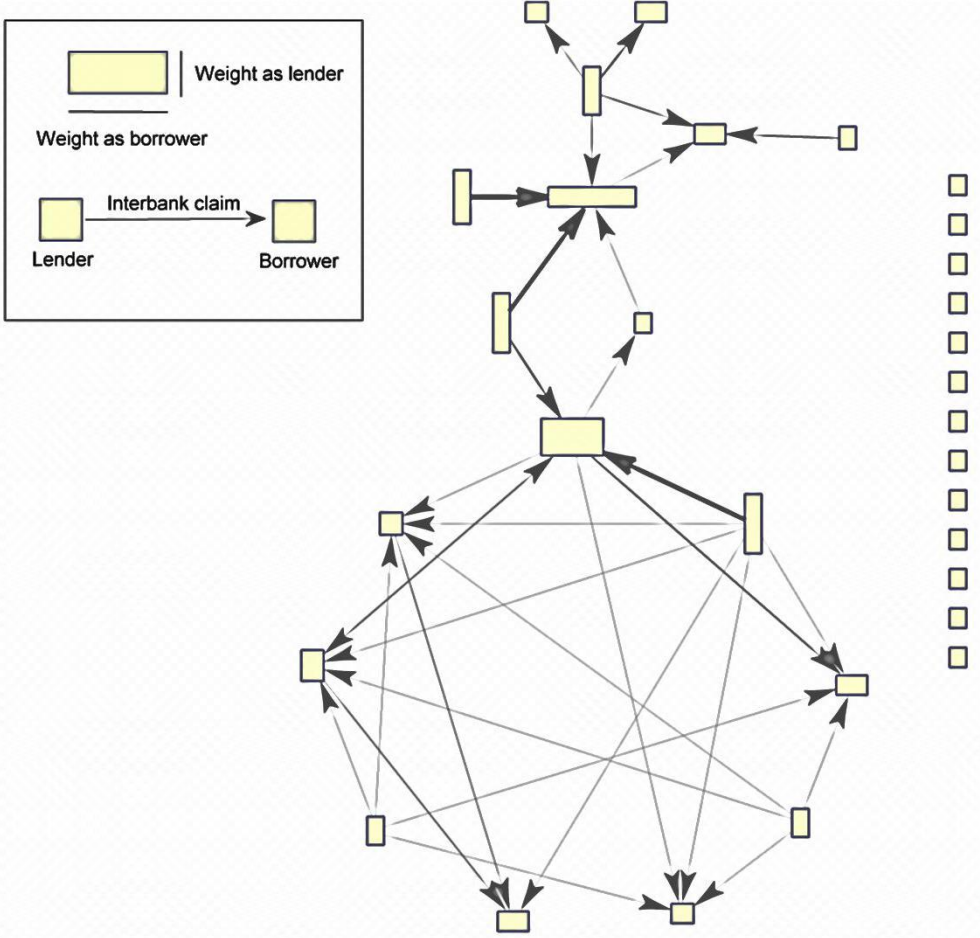 Weight as lender
Weight as borrower
Interbank claim
Lender
Borrower